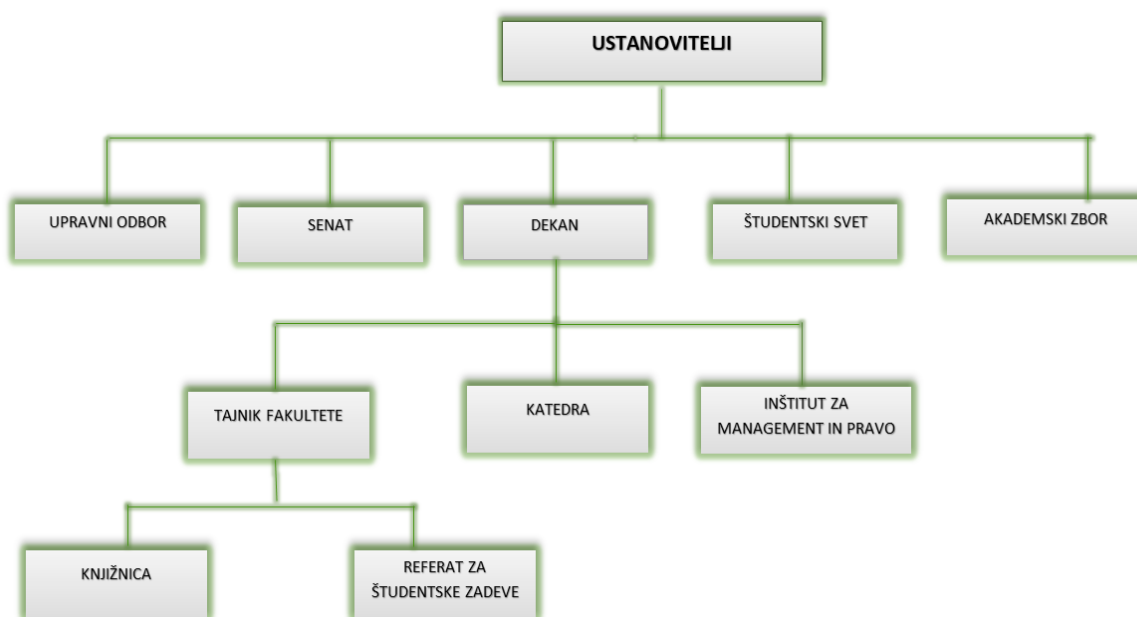 USTANOVITELJI
UPRAVNI ODBOR
SENAT
DEKAN
ŠTUDENTSKI SVET
AKADEMSKI ZBOR
TAJNIK FAKULTETE
KATEDRA
INŠTITUT ZA
MANAGEMENT IN PRAVO
KNJIŽNICA
REFERAT ZA
ŠTUDENTSKE ZADEVE